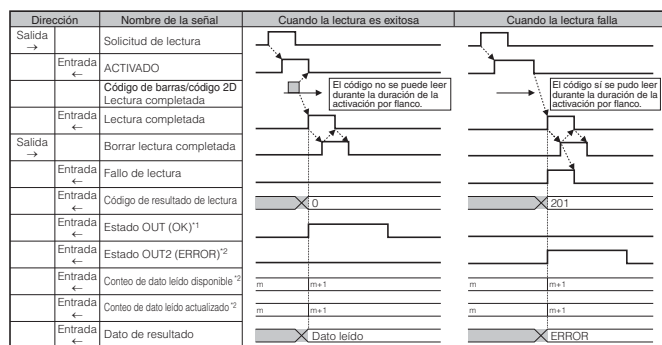 Dirección Nombre de la señal Cuando la lectura es exitosa Cuando la lectura falla
Salida → Solicitud de lectura
Entrada ← ACTIVADO
Código de barras/código 2D
Lectura completada
El código no se puede leer
durante la duración de la
activación por flanco.
El código sí se pudo leer
durante la duración de la
activación por flanco.
Entrada ← Lectura completada
Salida → Borrar lectura completada
Entrada ← Fallo de lectura
Entrada ← Código de resultado de lectura 0 201
Entrada ← Estado OUT (OK)*1
Entrada ← Estado OUT2 (ERROR)*2
Entrada ← Conteo de dato leído disponible *2 m m+1 m m+1
Entrada ← Conteo de dato leído actualizado *2 m m+1 m m+1
Entrada ← Dato de resultado Dato leído ERROR